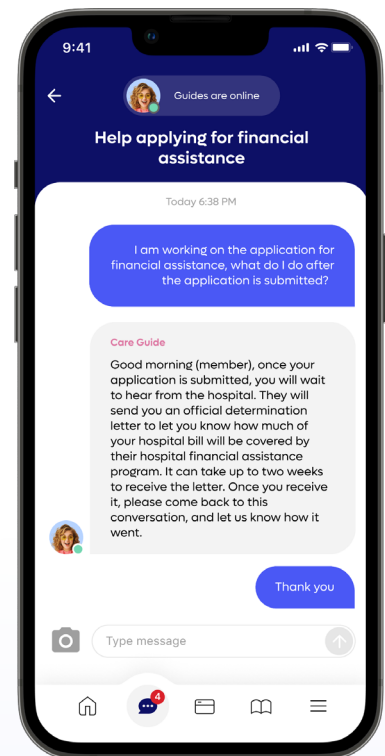 9:41
Guides are online
Help applying for financial
assistance
Today 6:38 PM
I am working on the application for
financial assistance, what do I do after
the application is submitted?
Care Guide
Good morning (member), once your
application is submitted, you will wait
to hear from the hospital. They will
send you an official determination
letter to let you know how much of
your hospital bill will be covered by
their hospital financial assistance
program. It can take up to two weeks
to receive the letter. Once you receive
it, please come back to this
conversation, and let us know how it
went.
Thank you
Type message
4